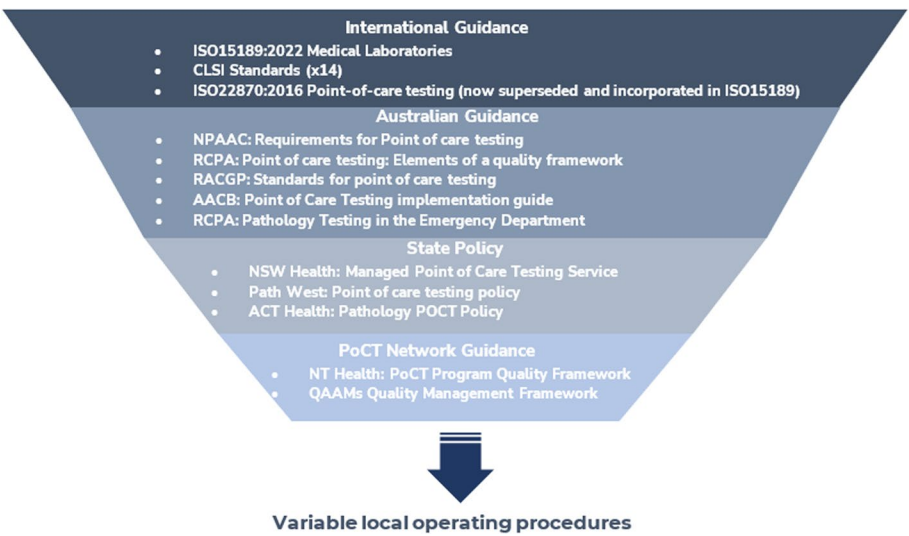 International Guidance
• ISO15189:2022 Medical Laboratories
• CLSI Standards (x14)
• ISO22870:2016 Point-of-care testing (now superseded and incorporated in ISO15189)
Australian Guidance
• NPAAC: Requirements for Point of care testing
• RCPA: Point of care testing: Elements of a quality framework
• RACGP: Standards for point of care testing
• AACB: Point of Care Testing implementation guide
• RCPA: Pathology Testing in the Emergency Department
State Policy
• NSW Health: Managed Point of Care Testing Service
• Path West: Point of care testing policy
• ACT Health: Pathology POCT Policy
PoCT Network Guidance
• NT Health: PoCT Program Quality Framework
• QAAMs Quality Management Framework
Variable local operating procedures